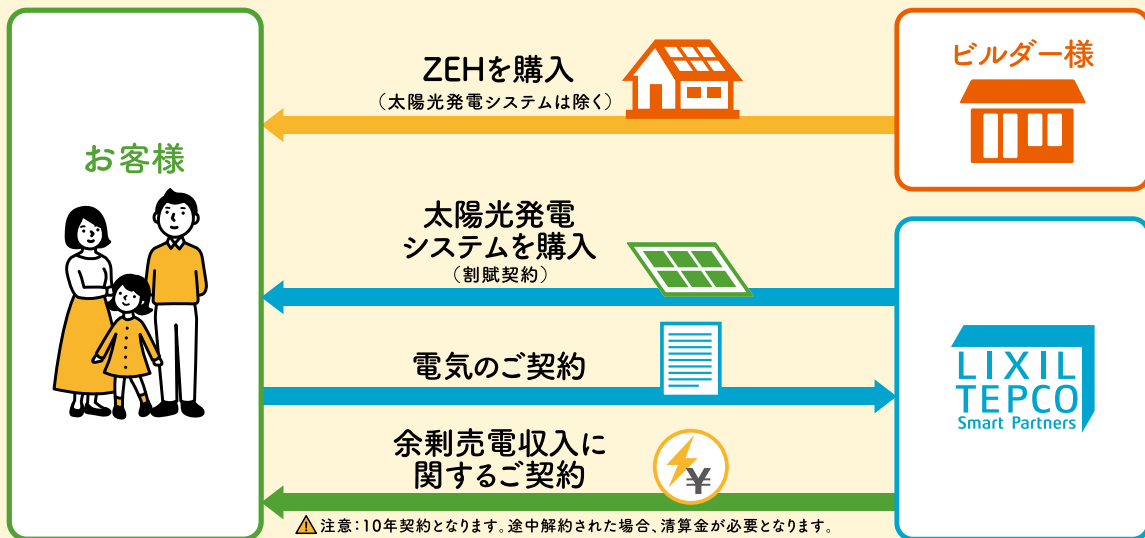 お客様
ZEHを購入
（太陽光発電システムは除く）
ビルダー様
太陽光発電
システムを購入
（割賦契約）
電気のご契約
余剰売電収入に
関するご契約
¥
LIXIL
TEPCO
Smart Partners
注意：10年契約となります。途中解約された場合、清算金が必要となります。